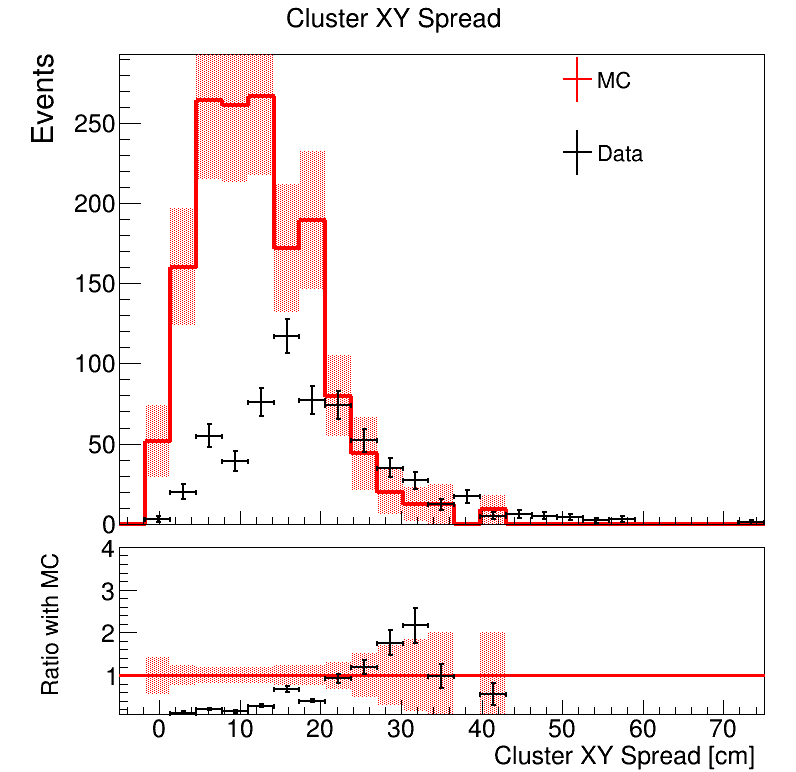 Cluster XY Spread
Events
250
200
150
100
50
0
MC
Data
Ratio with MC
4
3
2
1
0 10 20 30 40 50 60 70
Cluster XY Spread [cm]